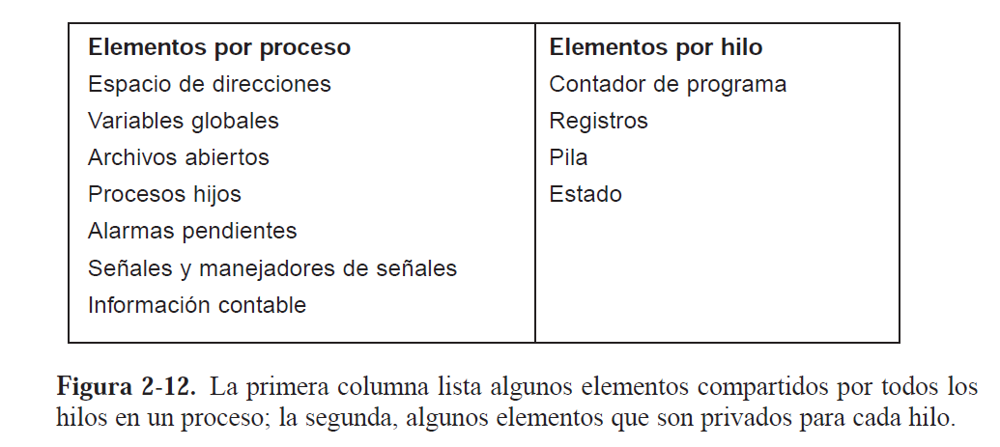 Elementos por proceso
Espacio de direcciones
Variables globales
Archivos abiertos
Procesos hijos
Alarmas pendientes
Señales y manejadores de señales
Información contable
Elementos por hilo
Contador de programa
Registros
Pila
Estado
Figura 2-12. La primera columna lista algunos elementos compartidos por todos los
hilos en un proceso; la segunda, algunos elementos que son privados para cada hilo.